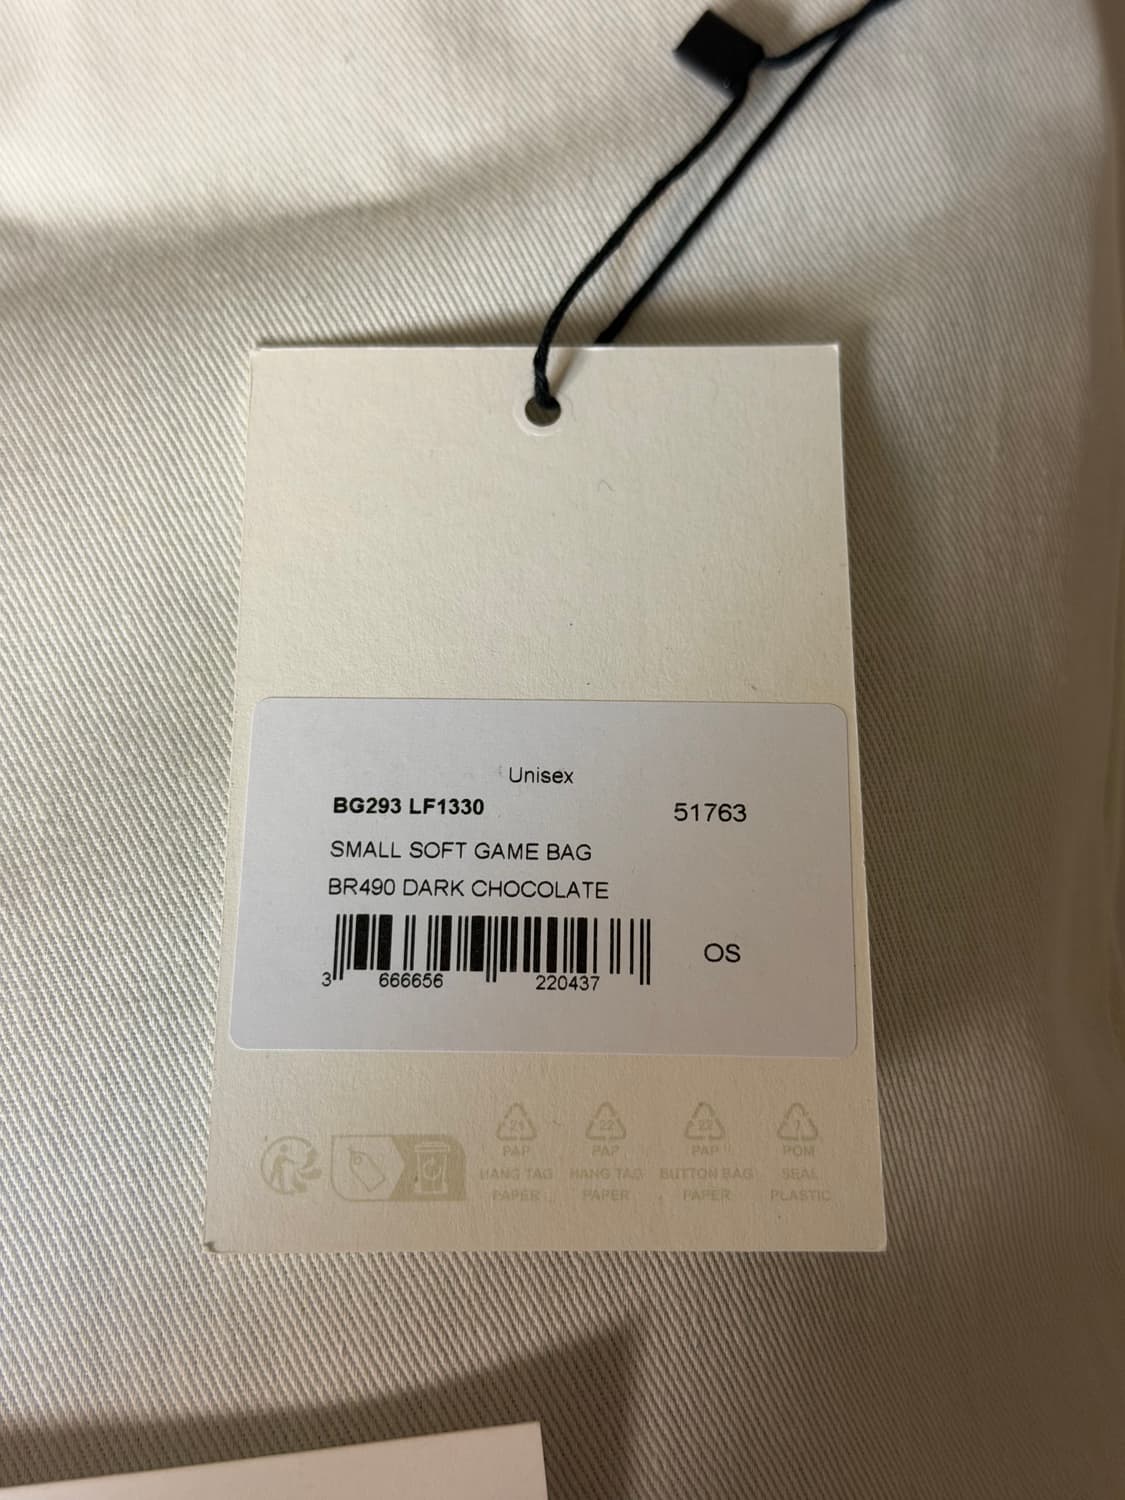 Unisex
BG293 LF1330 51763
SMALL SOFT GAME BAG
BR490 DARK CHOCOLATE
OS
3 666656 220437
21 22 22 7
PAP PAP PAP POM
HANG TAG HANG TAG BUTTON BAG SEAL
PAPER PAPER PAPER PLASTIC